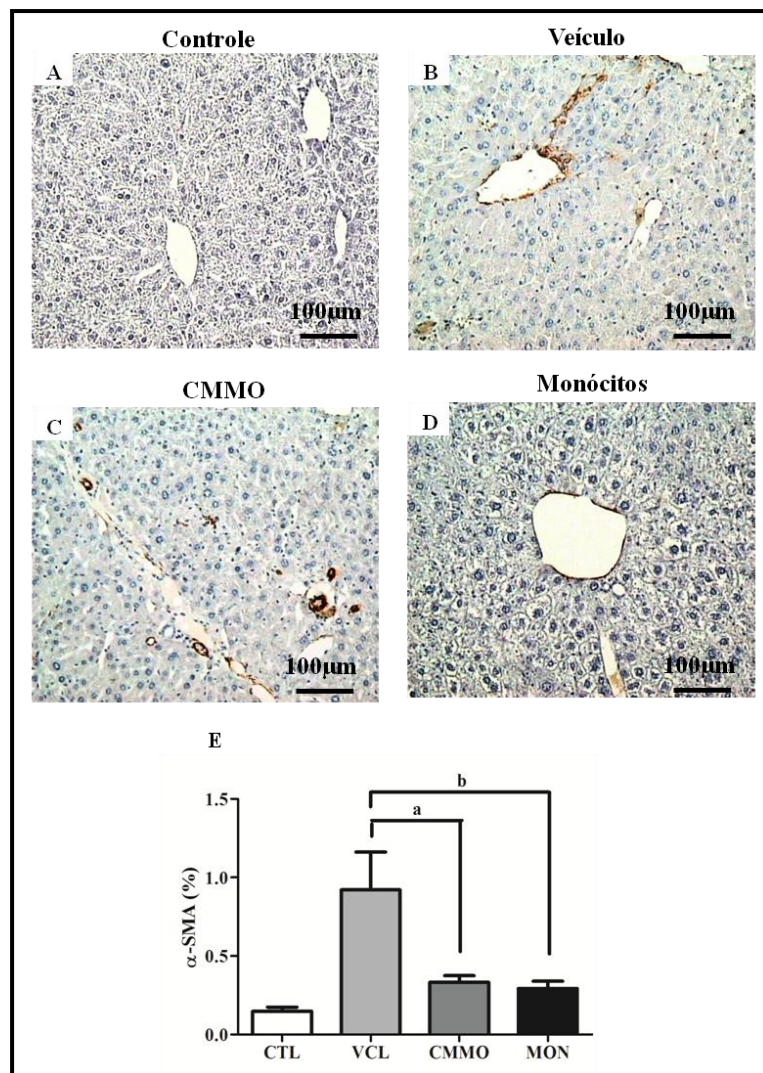 Controle
Veículo
A
B
100µm
100µm
CMMO
Monócitos
C
D
100µm
100µm
E
b
a
1.5
1.0
0.5
0.0
α-SMA (%)
CTL
VCL
CMMO
MON